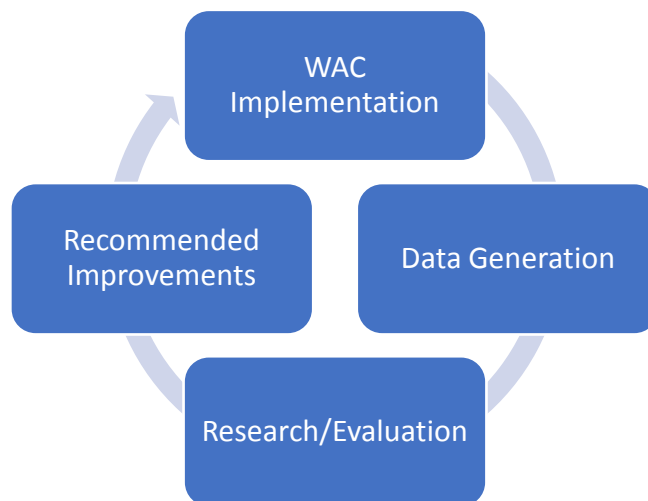 WAC
Implementation
Data Generation
Research/Evaluation
Recommended
Improvements